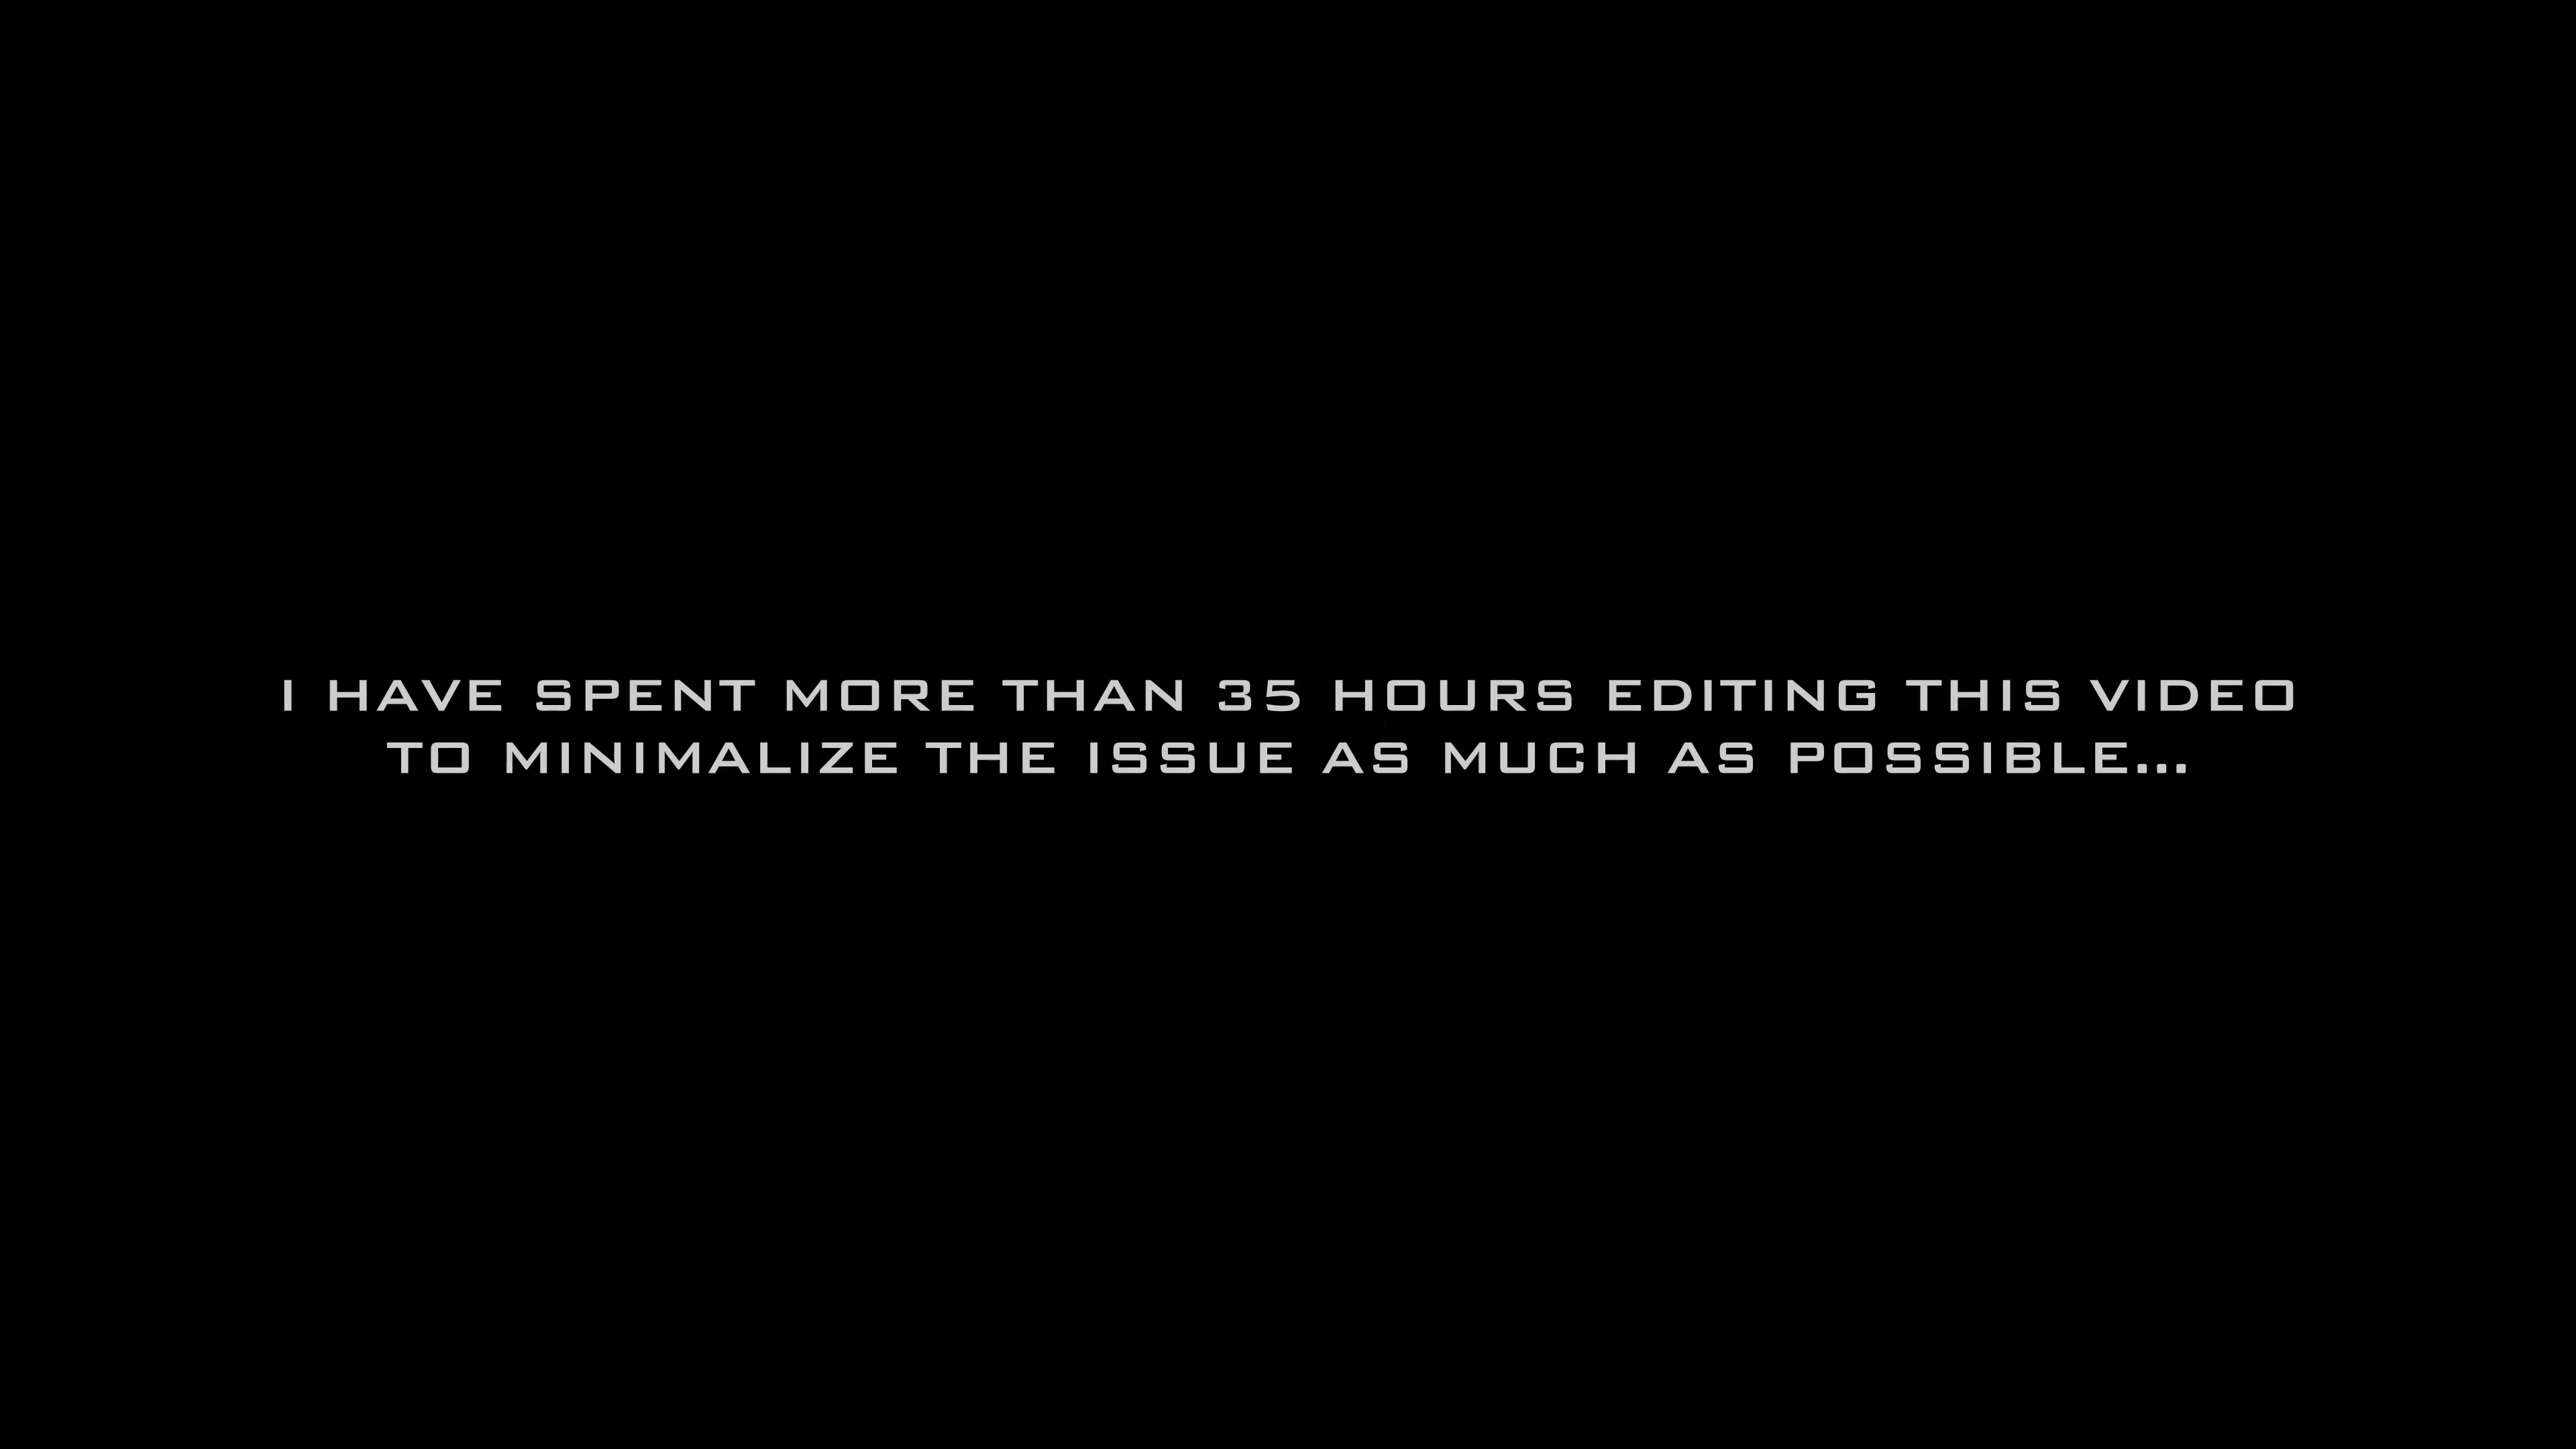 I HAVE SPENT MORE THAN 35 HOURS EDITING THIS VIDEO
TO MINIMALIZE THE ISSUE AS MUCH AS POSSIBLE...